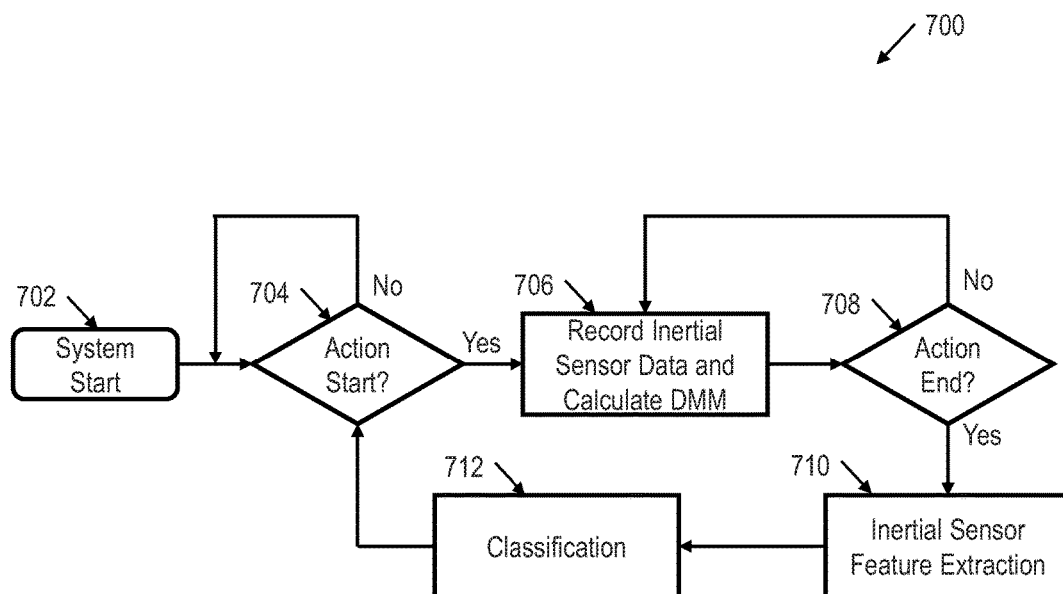 700
702
System
Start
704
Action
Start?
No
Yes
706
Record Inertial
Sensor Data and
Calculate DMM
708
Action
End?
No
Yes
710
Inertial Sensor
Feature Extraction
712
Classification